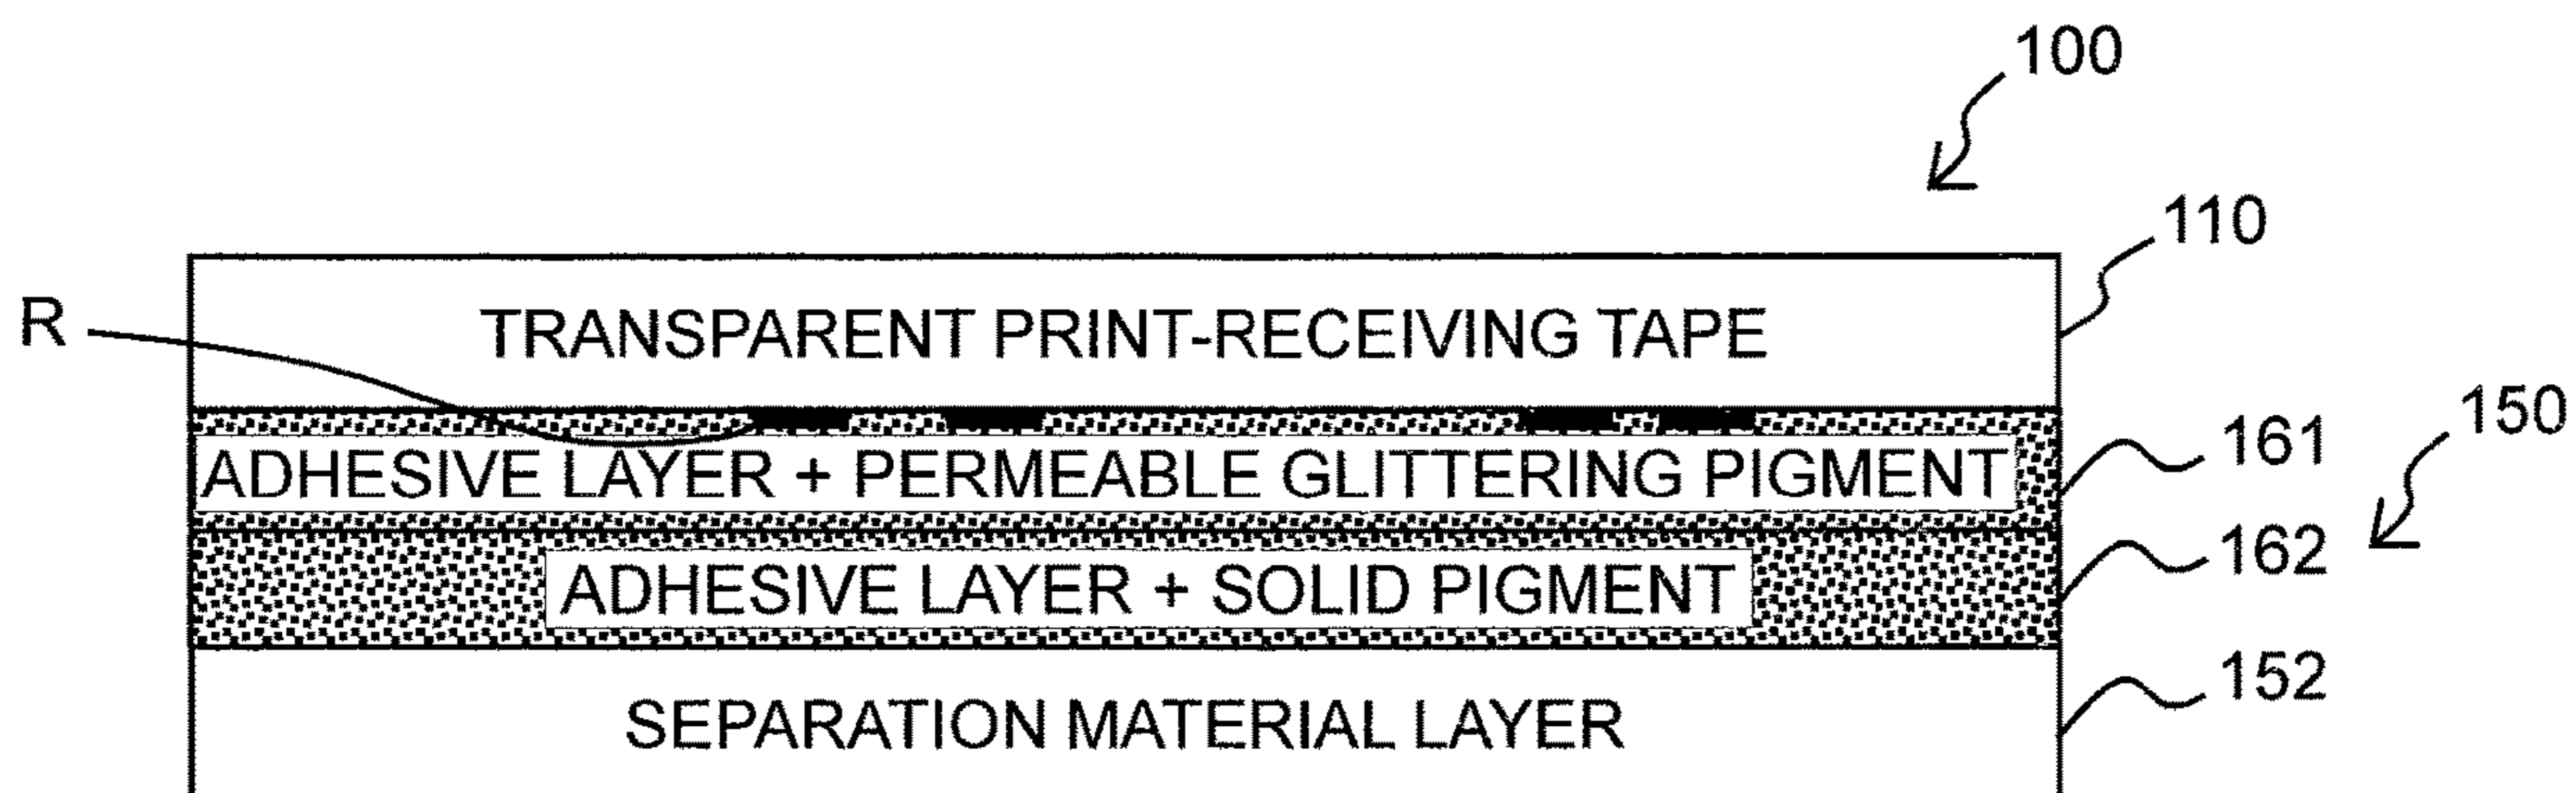 100
110
TRANSPARENT PRINT-RECEIVING TAPE
R
150
161
ADHESIVE LAYER + PERMEABLE GLITTERING PIGMENT
162
ADHESIVE LAYER + SOLID PIGMENT
152
SEPARATION MATERIAL LAYER